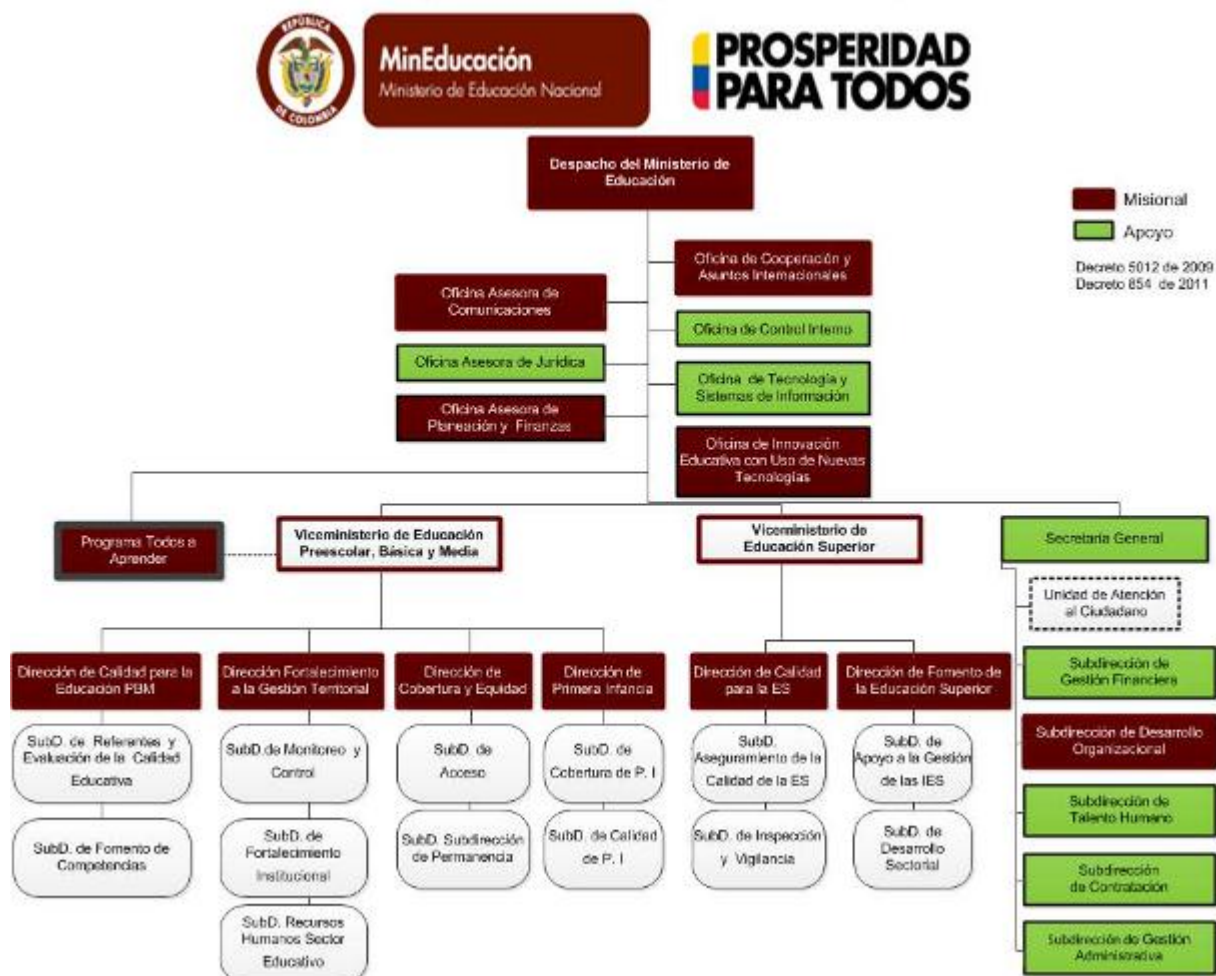 REPÚBLICA
DE COLOMBIA
MinEducación
Ministerio de Educación Nacional
PROSPERIDAD
PARA TODOS
Despacho del Ministerio de
Educación
Misional
Apoyo
Decreto 5012 de 2009
Decreto 854 de 2011
Oficina de Cooperación y
Asuntos Internacionales
Oficina Asesora de
Comunicaciones
Oficina de Control Interno
Oficina Asesora de Jurídica
Oficina de Tecnología y
Sistemas de Información
Oficina Asesora de
Planeación y Finanzas
Oficina de Innovación
Educativa con Uso de Nuevas
Tecnologías
Programa Todos a
Aprender
Viceministerio de Educación
Preescolar, Básica y Media
Viceministerio de
Educación Superior
Secretaría General
Unidad de Atención
al Ciudadano
Dirección de Calidad para la
Educación PBM
Dirección Fortalecimiento
a la Gestión Territorial
Dirección de
Cobertura y Equidad
Dirección de
Primera Infancia
Dirección de Calidad
para la ES
Dirección de Fomento de
la Educación Superior
Subdirección de
Gestión Financiera
SubD. de Referentes y
Evaluación de la Calidad
Educativa
SubD.de Monitoreo y
Control
SubD. de
Acceso
SubD. de
Cobertura de P. I
SubD.
Aseguramiento de la
Calidad de la ES
SubD. de
Apoyo a la Gestión
de las IES
Subdirección de Desarrollo
Organizacional
SubD. de Fomento de
Competencias
SubD. de
Fortalecimiento
Institucional
SubD. Subdirección
de Permanencia
SubD. de Calidad
de P. I
SubD. de Inspección
y Vigilancia
SubD. de
Desarrollo
Sectorial
Subdirección de
Talento Humano
SubD. Recursos
Humanos Sector
Educativo
Subdirección
de Contratación
Subdirección de Gestión
Administrativa